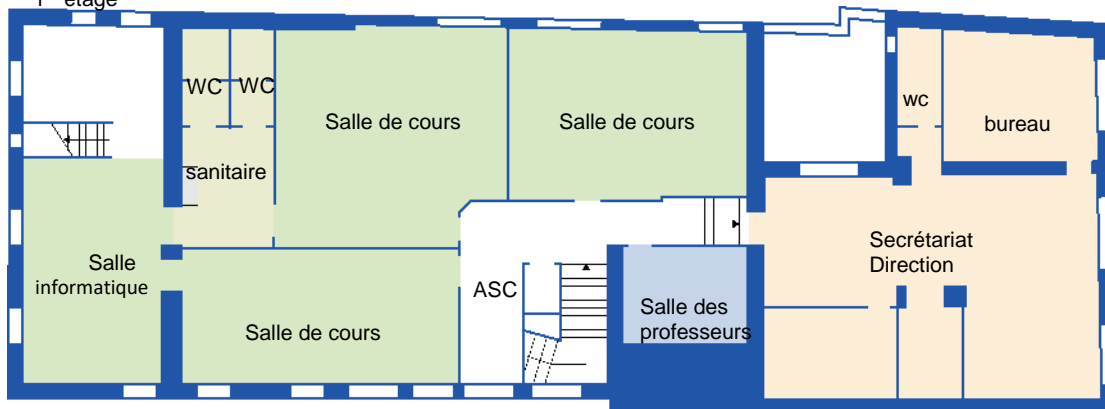 étage
WC
WC
Salle de cours
Salle de cours
wc
bureau
sanitaire
Salle
informatique
Salle de cours
ASC
Salle des
professeurs
Secrétariat
Direction